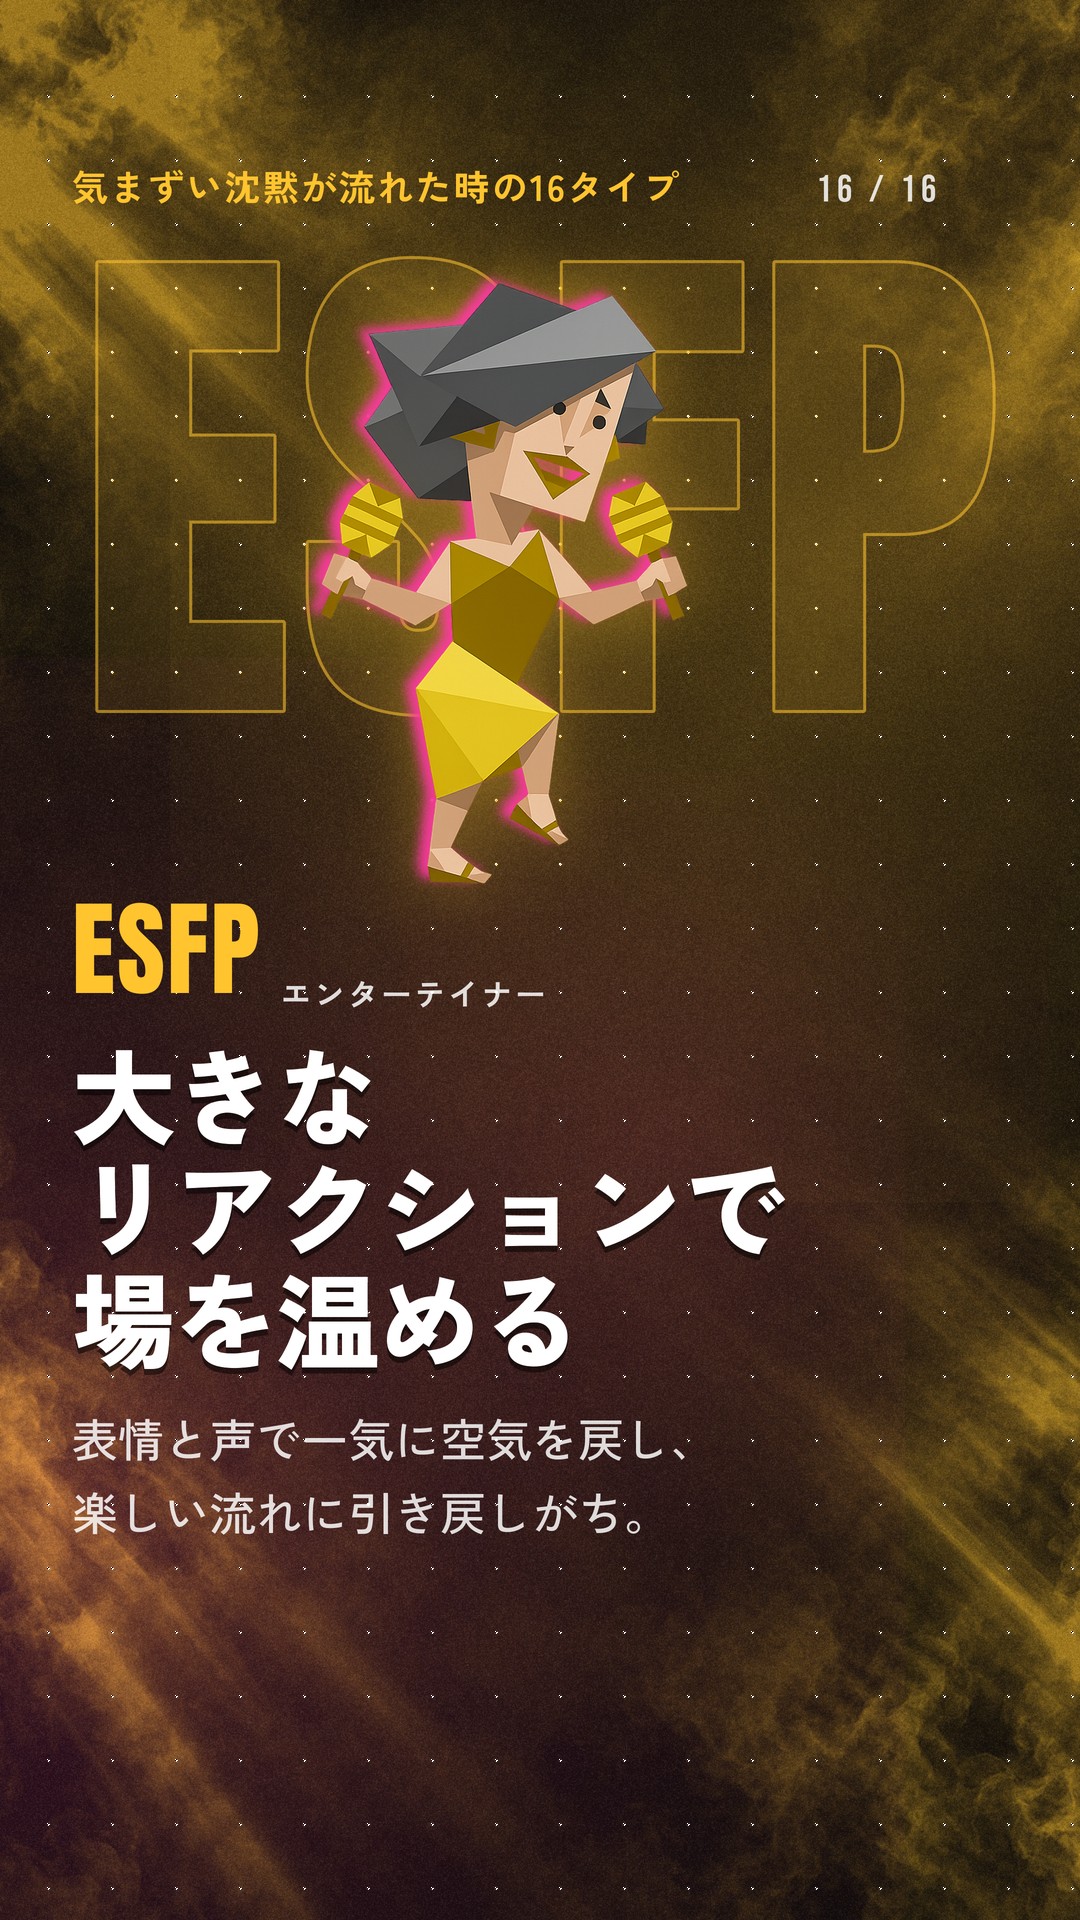 気まずい沈黙が流れた時の16タイプ
16 / 16
ESFP
ESFP
エンターテイナー
大きな
リアクションで
場を温める
表情と声で一気に空気を戻し、
楽しい流れに引き戻しがち。